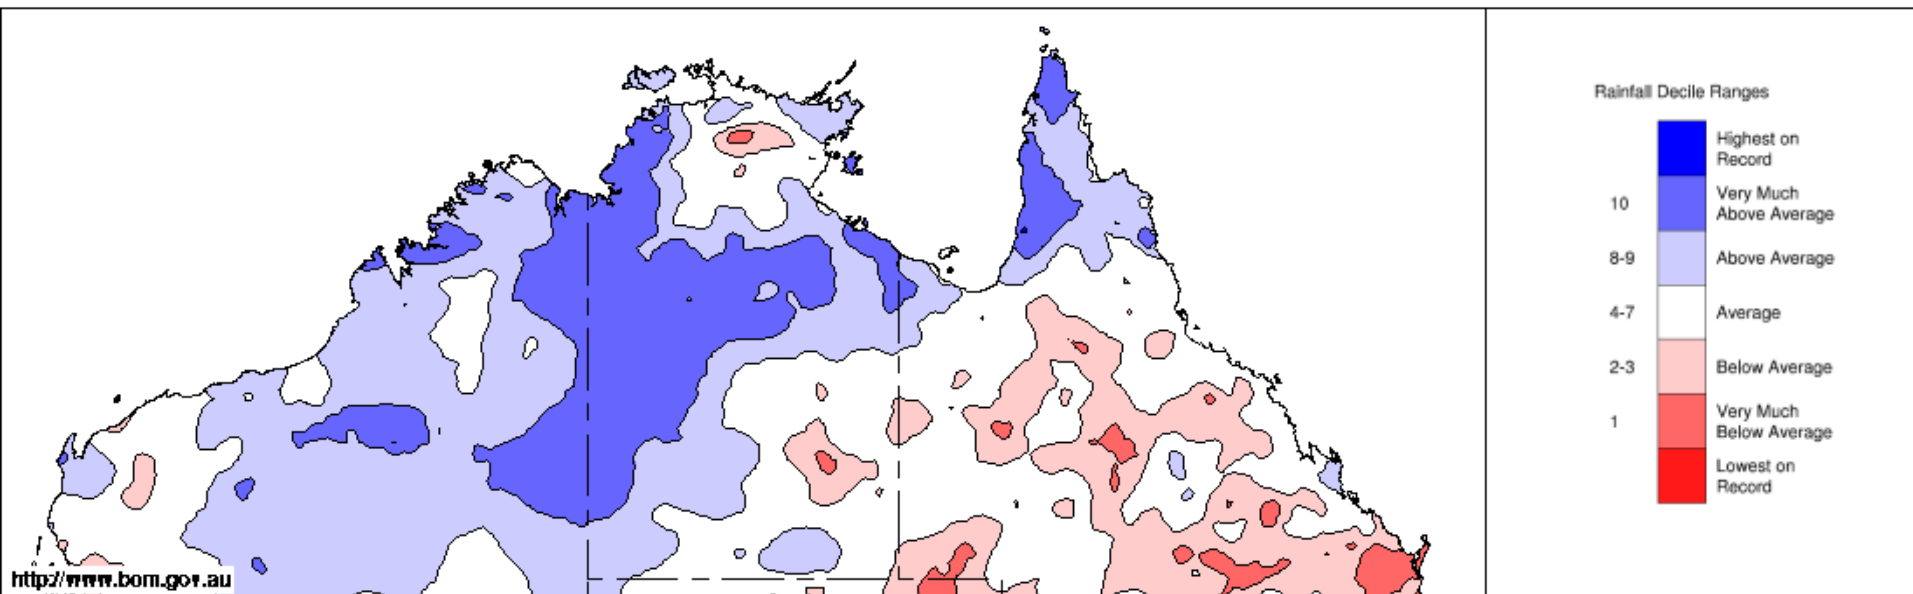 Rainfall Decile Ranges
Highest on
Record
10
Very Much
Above Average
8-9
Above Average
4-7
Average
2-3
Below Average
1
Very Much
Below Average
Lowest on
Record
http://www.bom.gov.au